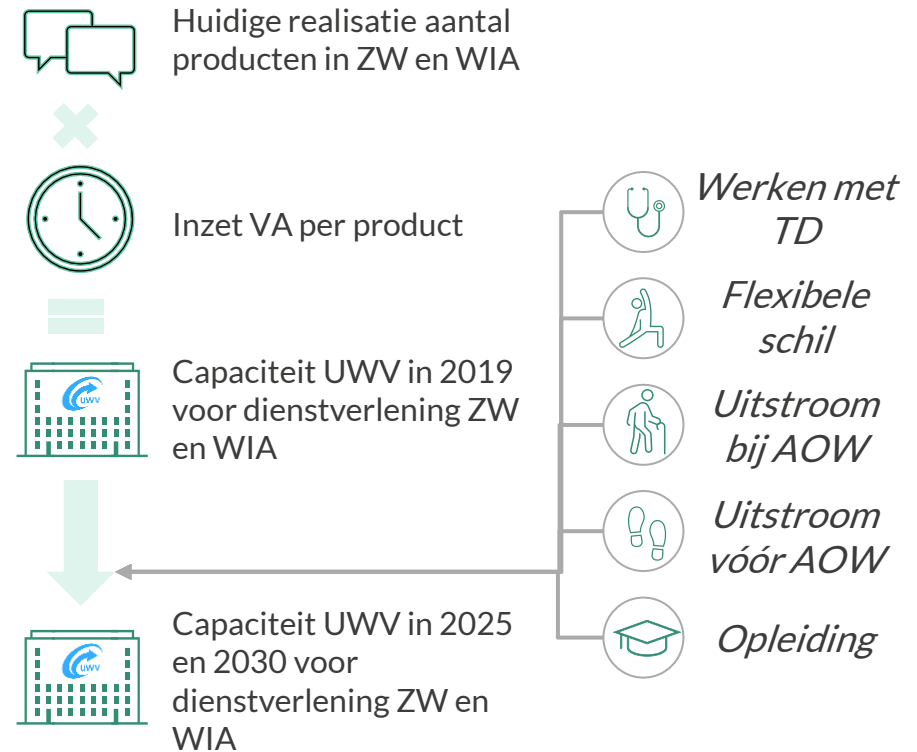 Huidige realisatie aantal
producten in ZW en WIA
Inzet VA per product
UWV
Capaciteit UWV in 2019
voor dienstverlening ZW
en WIA
UWV
Capaciteit UWV in 2025
en 2030 voor
dienstverlening ZW en
WIA
Werken met
TD
Flexibele
schil
Uitstroom
bij AOW
Uitstroom
vóór AOW
Opleiding